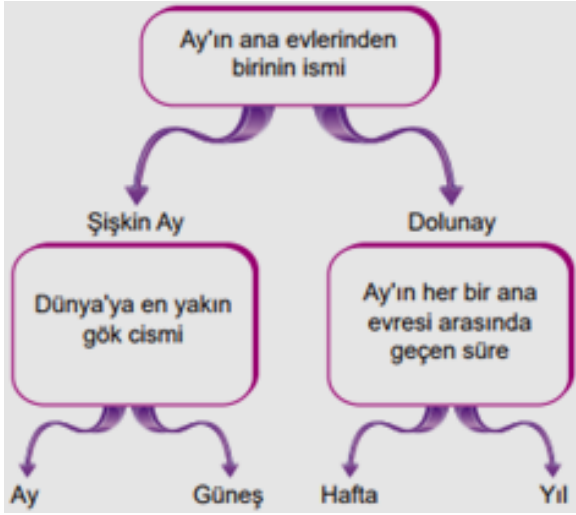 Ay'ın ana evlerinden
birinin ismi
Şişkin Ay
Dolunay
Dünya'ya en yakın
gök cismi
Ay'ın her bir ana
evresi arasında
geçen süre
Ay
Güneş
Hafta
Yıl